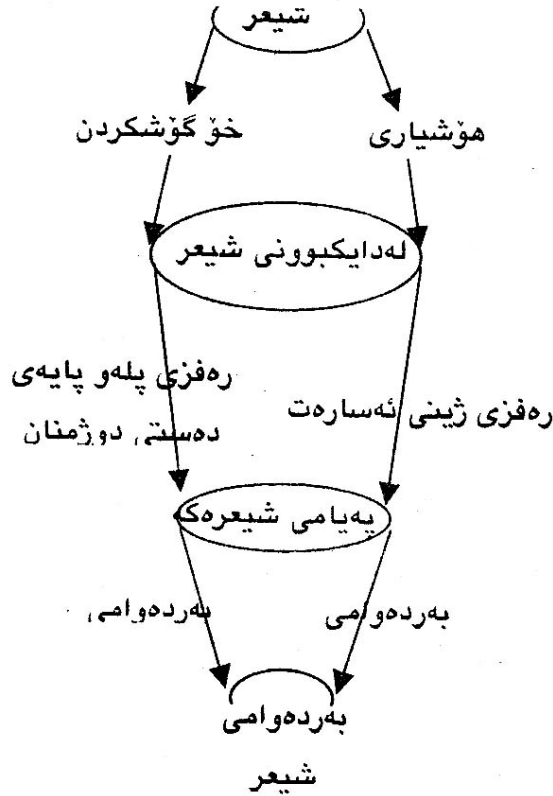 شیعر
هۆشیاری
خۆ گۆشکردن
لەدایکبوونی شیعر
رەفزی ژینی ئەسارەت
رەفزی پلەو پایەی
دەستی دوژمنان
پەیامی شیعرەکە
بەردەوامی
بەردەوامی
بەردەوامی
شیعر